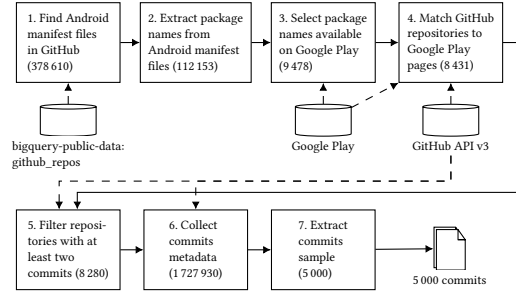 1. Find Android
manifest files
in GitHub
(378 610)
2. Extract package
names from
Android manifest
files (112 153)
3. Select package
names available
on Google Play
(9 478)
4. Match GitHub
repositories to
Google Play
pages (8 431)
bigquery-public-data:
github_repos
Google Play
GitHub API v3
5. Filter reposi-
tories with at
least two
commits (8 280)
6. Collect
commits
metadata
(1 727 930)
7. Extract
commits
sample
(5 000)
5 000 commits